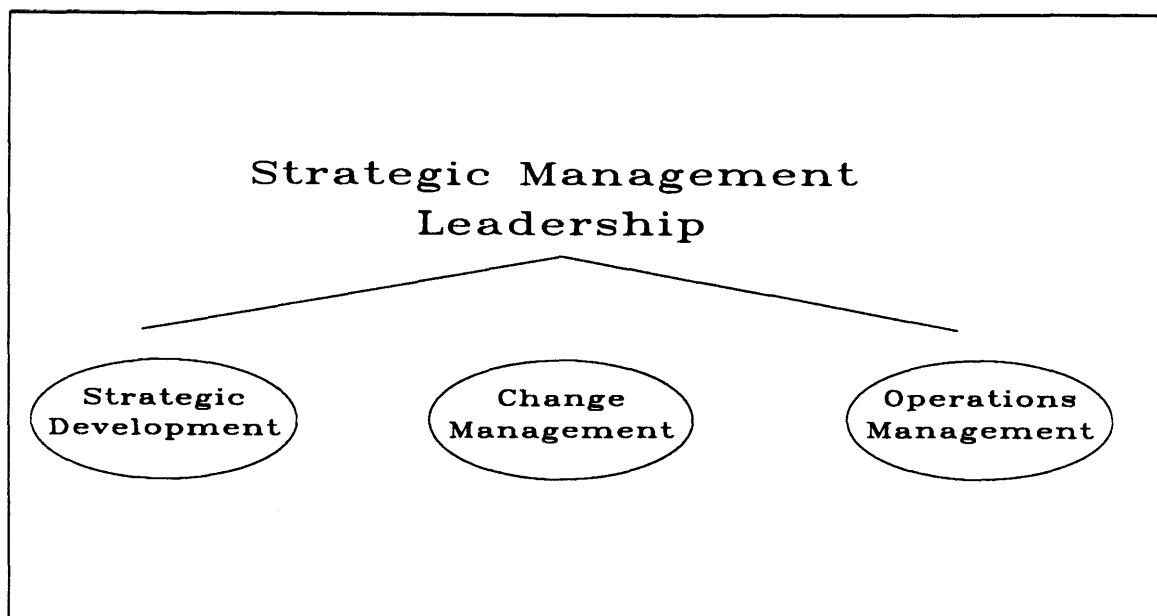 Strategic Management
Leadership
Strategic
Development
Change
Management
Operations
Management